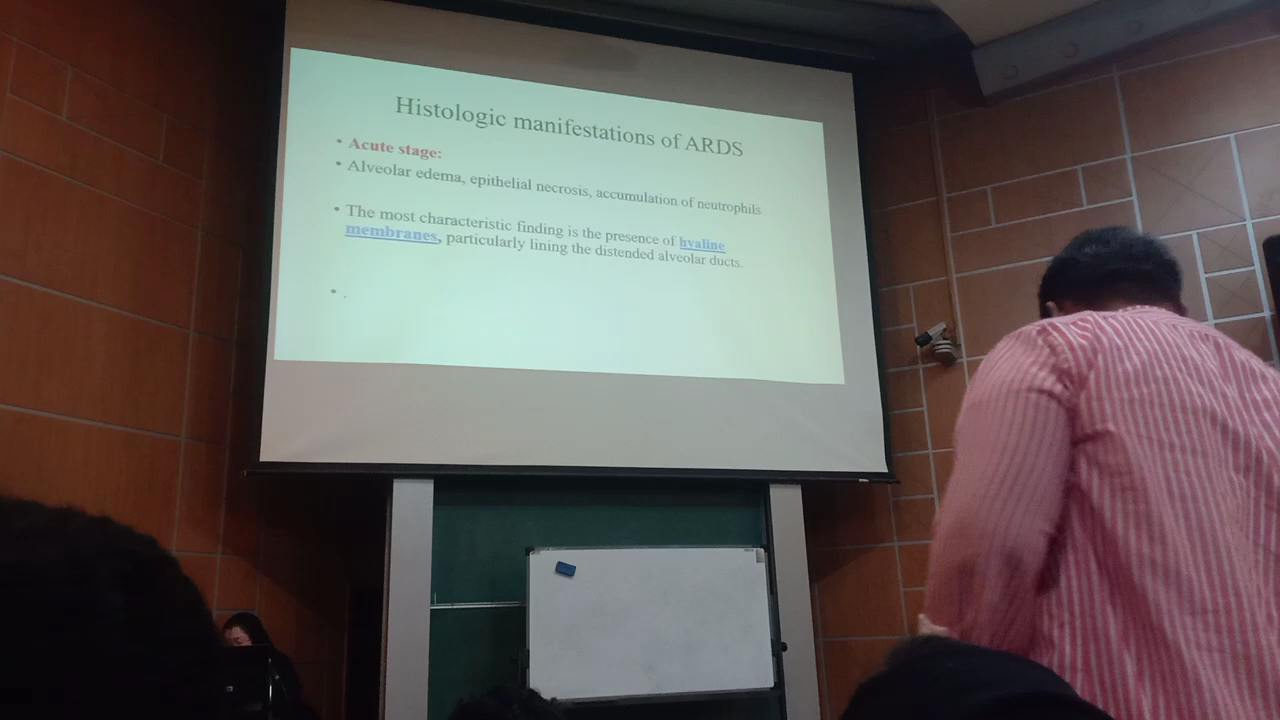 Histologic manifestations of ARDS
• Acute stage:
• Alveolar edema, epithelial necrosis, accumulation of neutrophils
• The most characteristic finding is the presence of hyaline
membranes, particularly lining the distended alveolar ducts.
• .